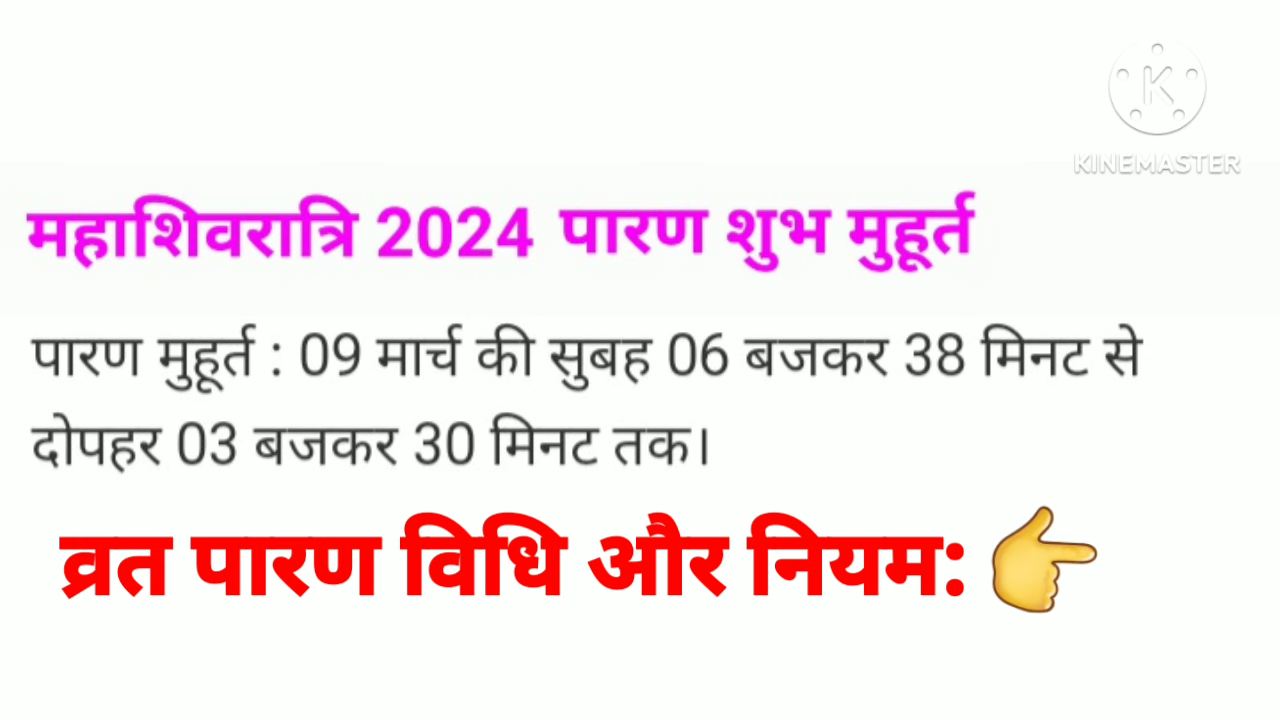 KINEMASTER
महाशिवरात्रि 2024 पारण शुभ मुहूर्त
पारण मुहूर्त : 09 मार्च की सुबह 06 बजकर 38 मिनट से
दोपहर 03 बजकर 30 मिनट तक।
व्रत पारण विधि और नियम: